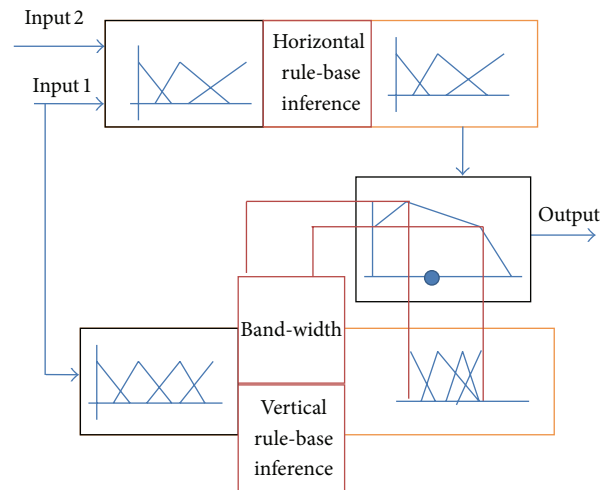 Input 2
Input 1
Horizontal
rule-base
inference
Output
Band-width
Vertical
rule-base
inference